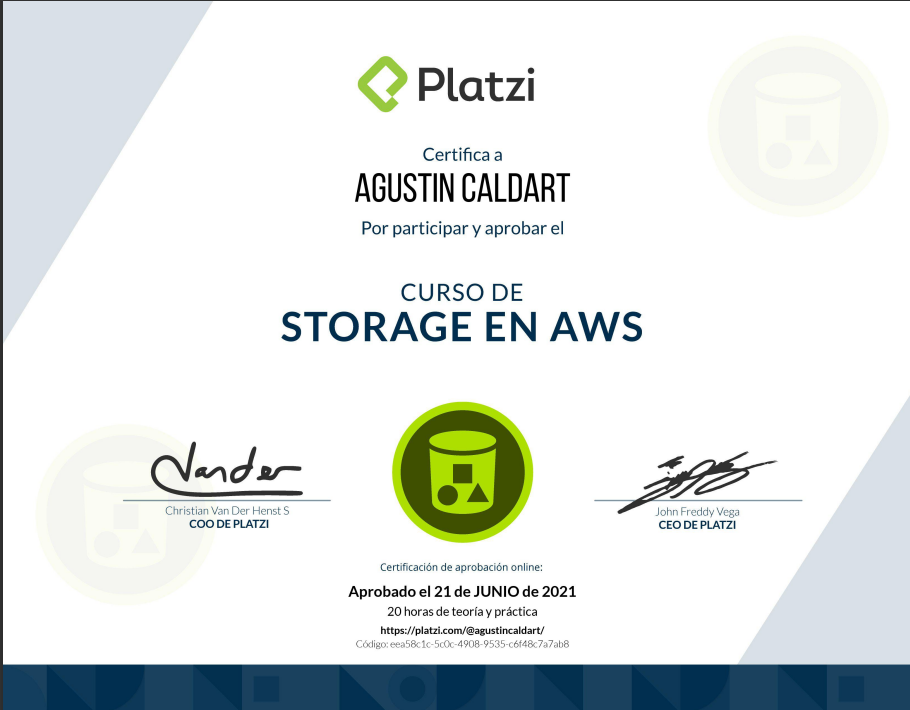 Platzi
Certifica a
AGUSTIN CALDART
Por participar y aprobar el
CURSO DE
STORAGE EN AWS
Vander
Christian Van Der Henst S
COO DE PLATZI
John Freddy Vega
CEO DE PLATZI
Certificación de aprobación online:
Aprobado el 21 de JUNIO de 2021
20 horas de teoría y práctica
https://platzi.com/@agustincaldart/
Código: eea58c1c-5c0c-4908-9535-c6f48c7a7ab8